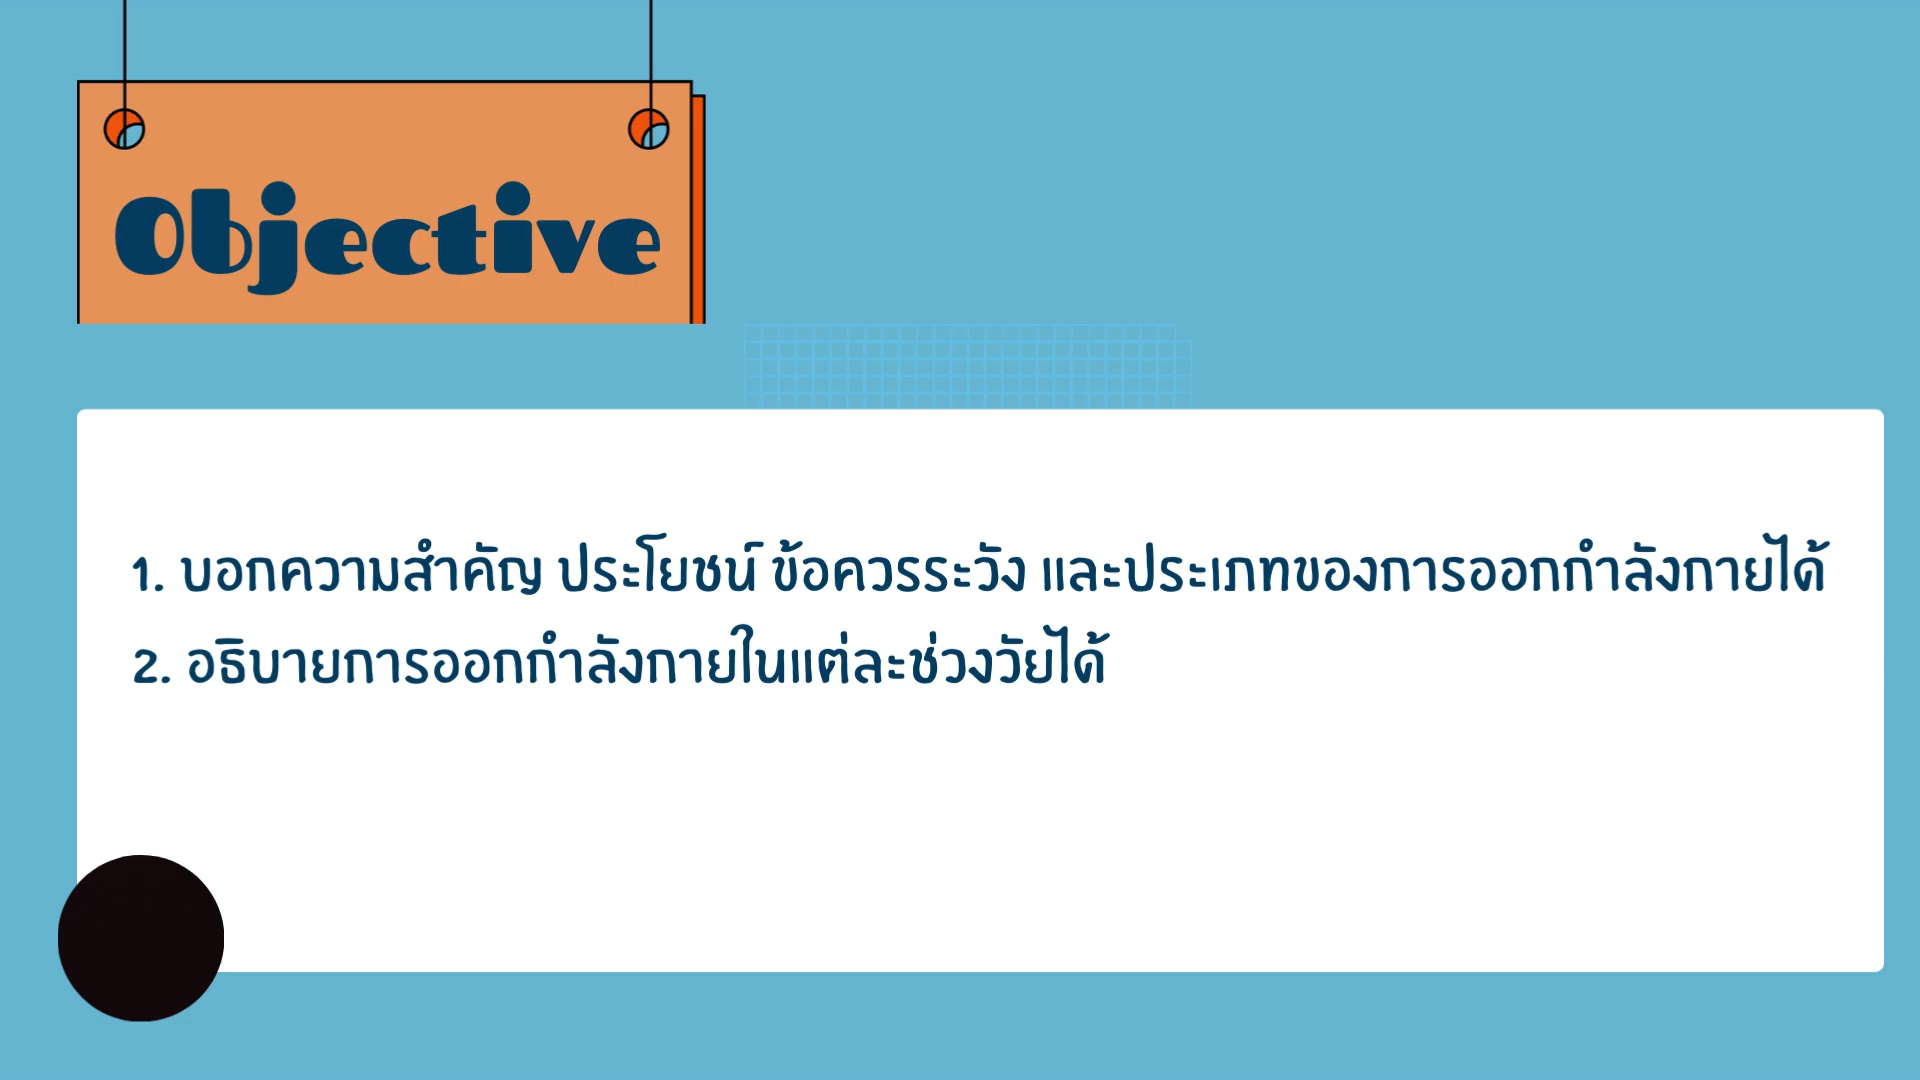 Objective
1. บอกความสำคัญ ประโยชน์ ข้อควรระวัง และประเภทของการออกกำลังกายได้
2. อธิบายการออกกำลังกายในแต่ละช่วงวัยได้